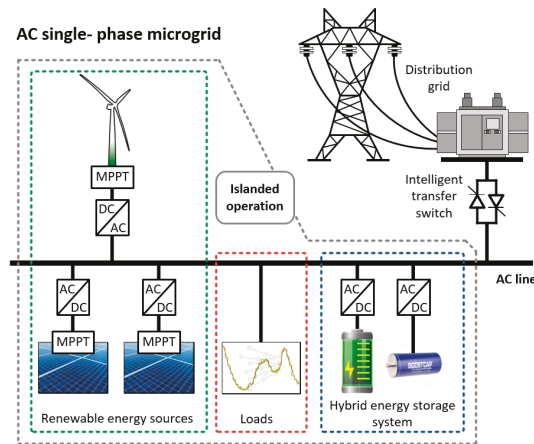 AC single- phase microgrid
Distribution
grid
MPPT
DC
AC
Islanded
operation
Intelligent
transfer
switch
AC line
AC
DC
AC
DC
AC
DC
AC
DC
MPPT
MPPT
BOOSTCAP
Renewable energy sources
Loads
Hybrid energy storage
system